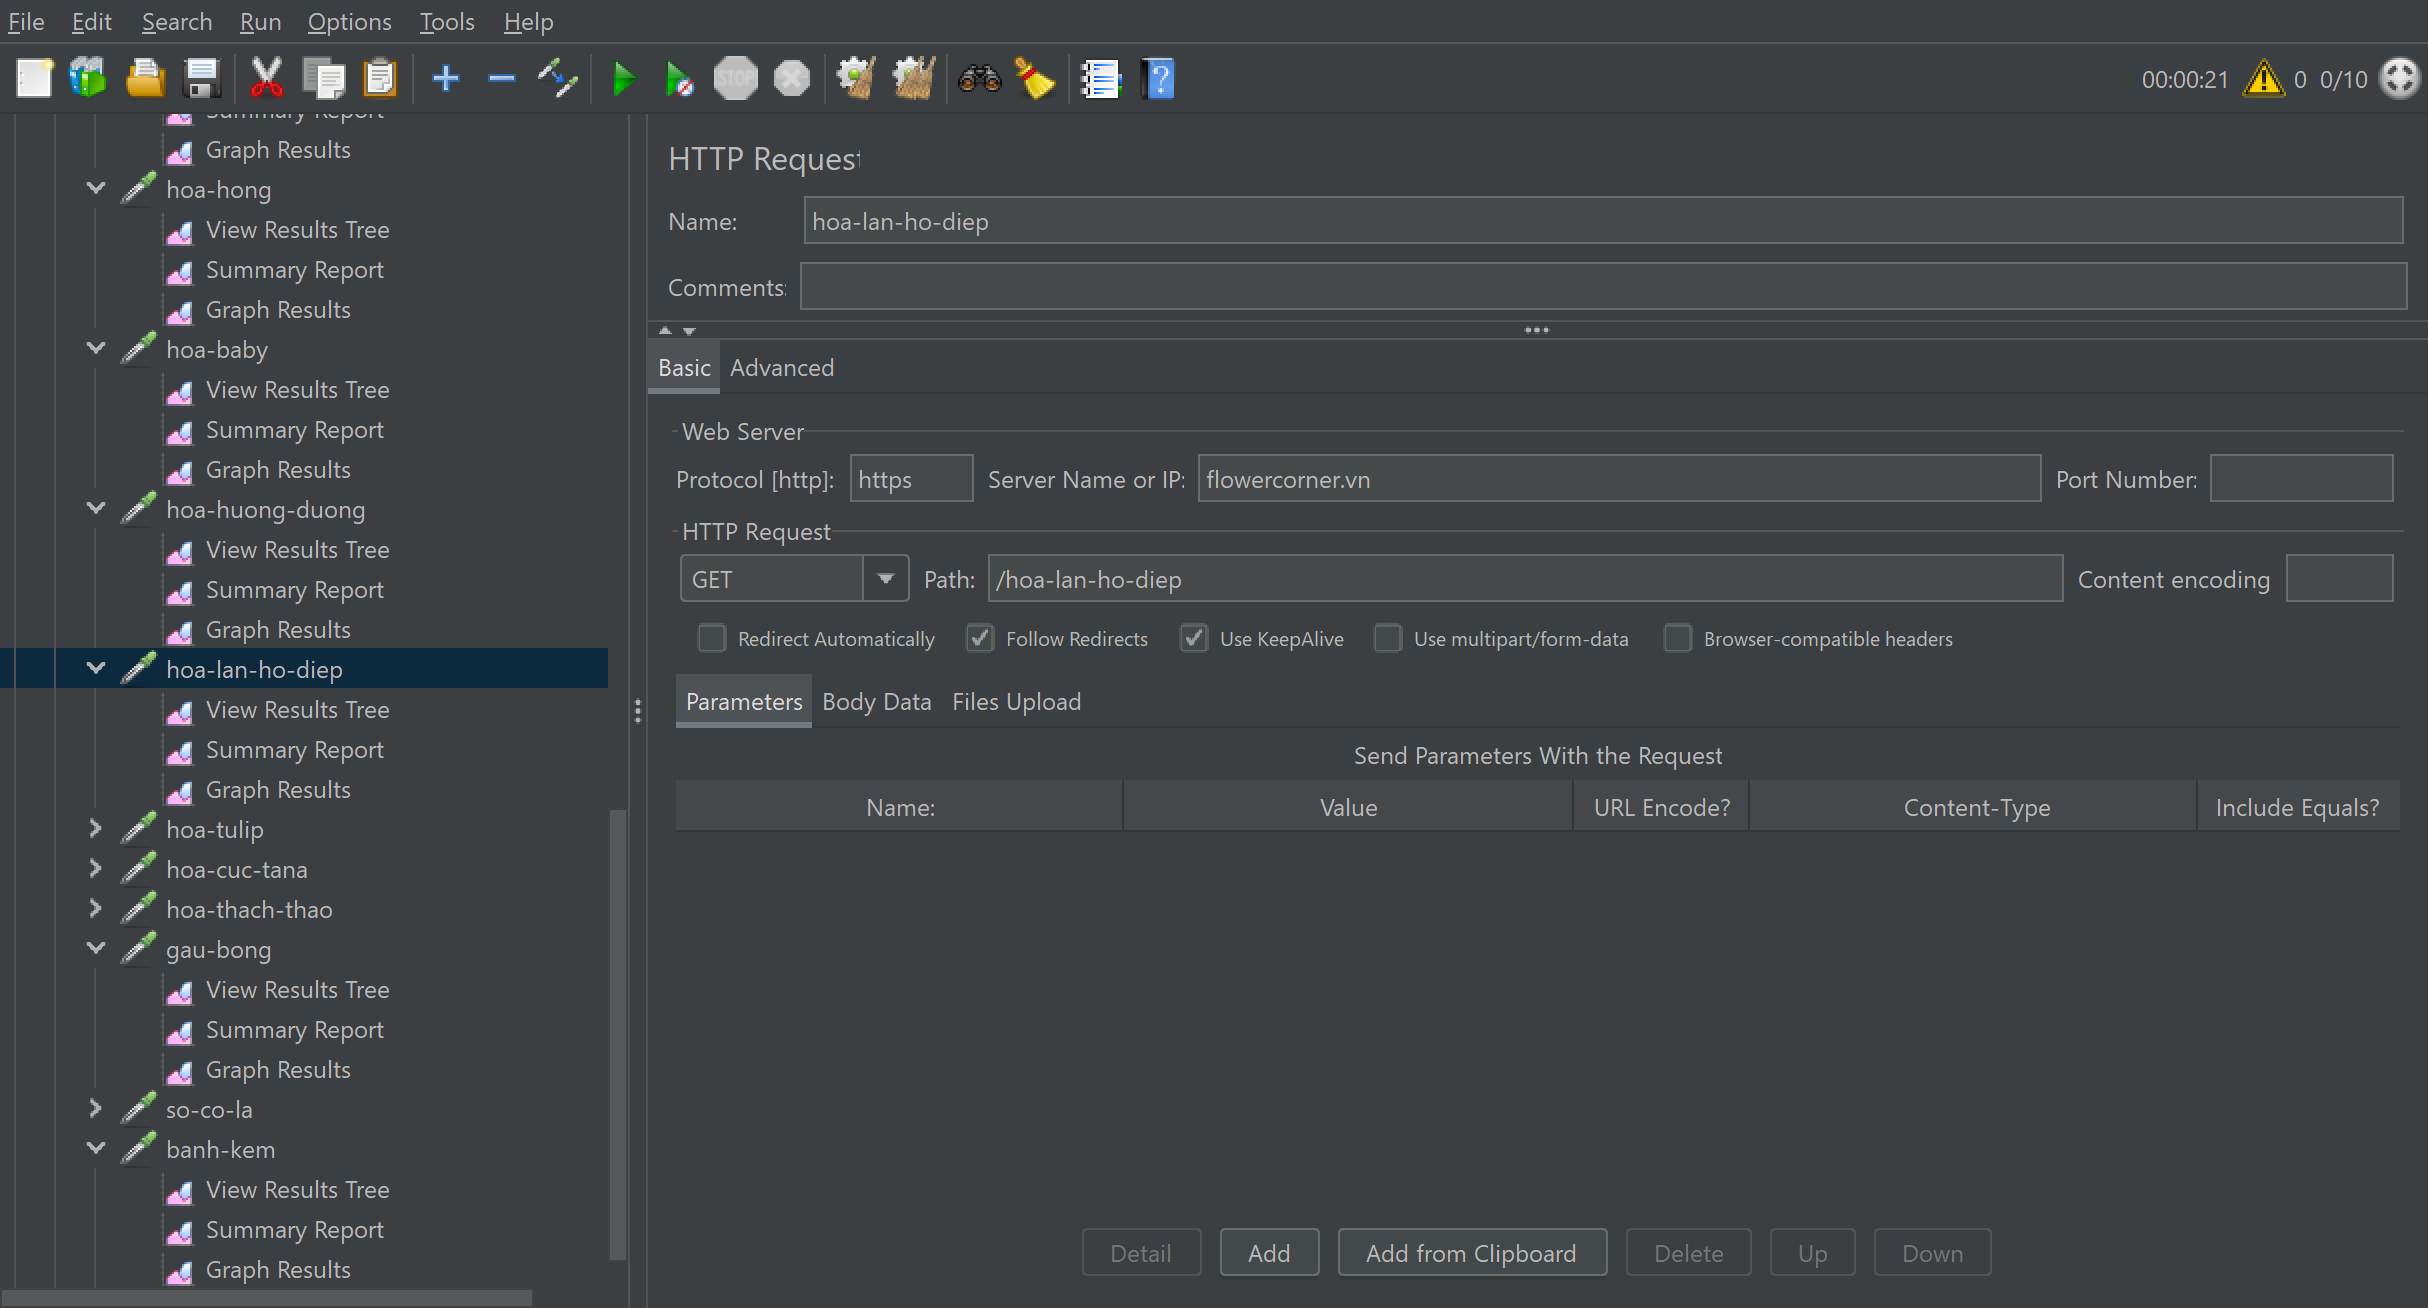 File Edit Search Run Options Tools Help
STOP
00:00:21 0 0/10
Summary Report
Graph Results
hoa-hong
View Results Tree
Summary Report
Graph Results
hoa-baby
View Results Tree
Summary Report
Graph Results
hoa-huong-duong
View Results Tree
Summary Report
Graph Results
hoa-lan-ho-diep
View Results Tree
Summary Report
Graph Results
hoa-tulip
hoa-cuc-tana
hoa-thach-thao
gau-bong
View Results Tree
Summary Report
Graph Results
so-co-la
banh-kem
View Results Tree
Summary Report
Graph Results
HTTP Request
Name: hoa-lan-ho-diep
Comments:
Basic Advanced
Web Server
Protocol [http]: https Server Name or IP: flowercorner.vn Port Number:
HTTP Request
GET Path: /hoa-lan-ho-diep Content encoding
Redirect Automatically Follow Redirects Use KeepAlive Use multipart/form-data Browser-compatible headers
Parameters Body Data Files Upload
Send Parameters With the Request
Name: Value URL Encode? Content-Type Include Equals?
Detail Add Add from Clipboard Delete Up Down